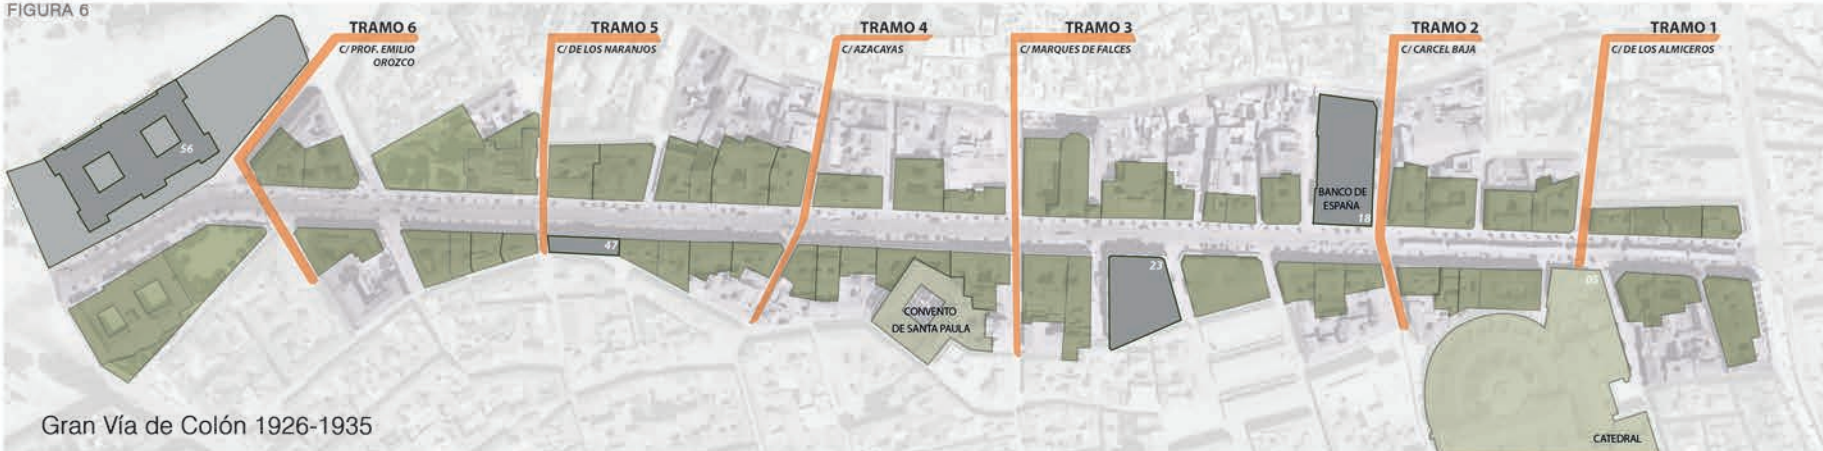 FIGURA 6
TRAMO 6
C/ PROF. EMILIO
OROZCO
TRAMO 5
C/ DE LOS NARANJOS
TRAMO 4
C/ AZACAYAS
TRAMO 3
C/ MARQUES DE FALCES
TRAMO 2
C/ CARCEL BAJA
TRAMO 1
C/ DE LOS ALMICEROS
56
BANCO DE
ESPAÑA
18
47
23
05
CONVENTO
DE SANTA PAULA
Gran Vía de Colón 1926-1935
CATEDRAL